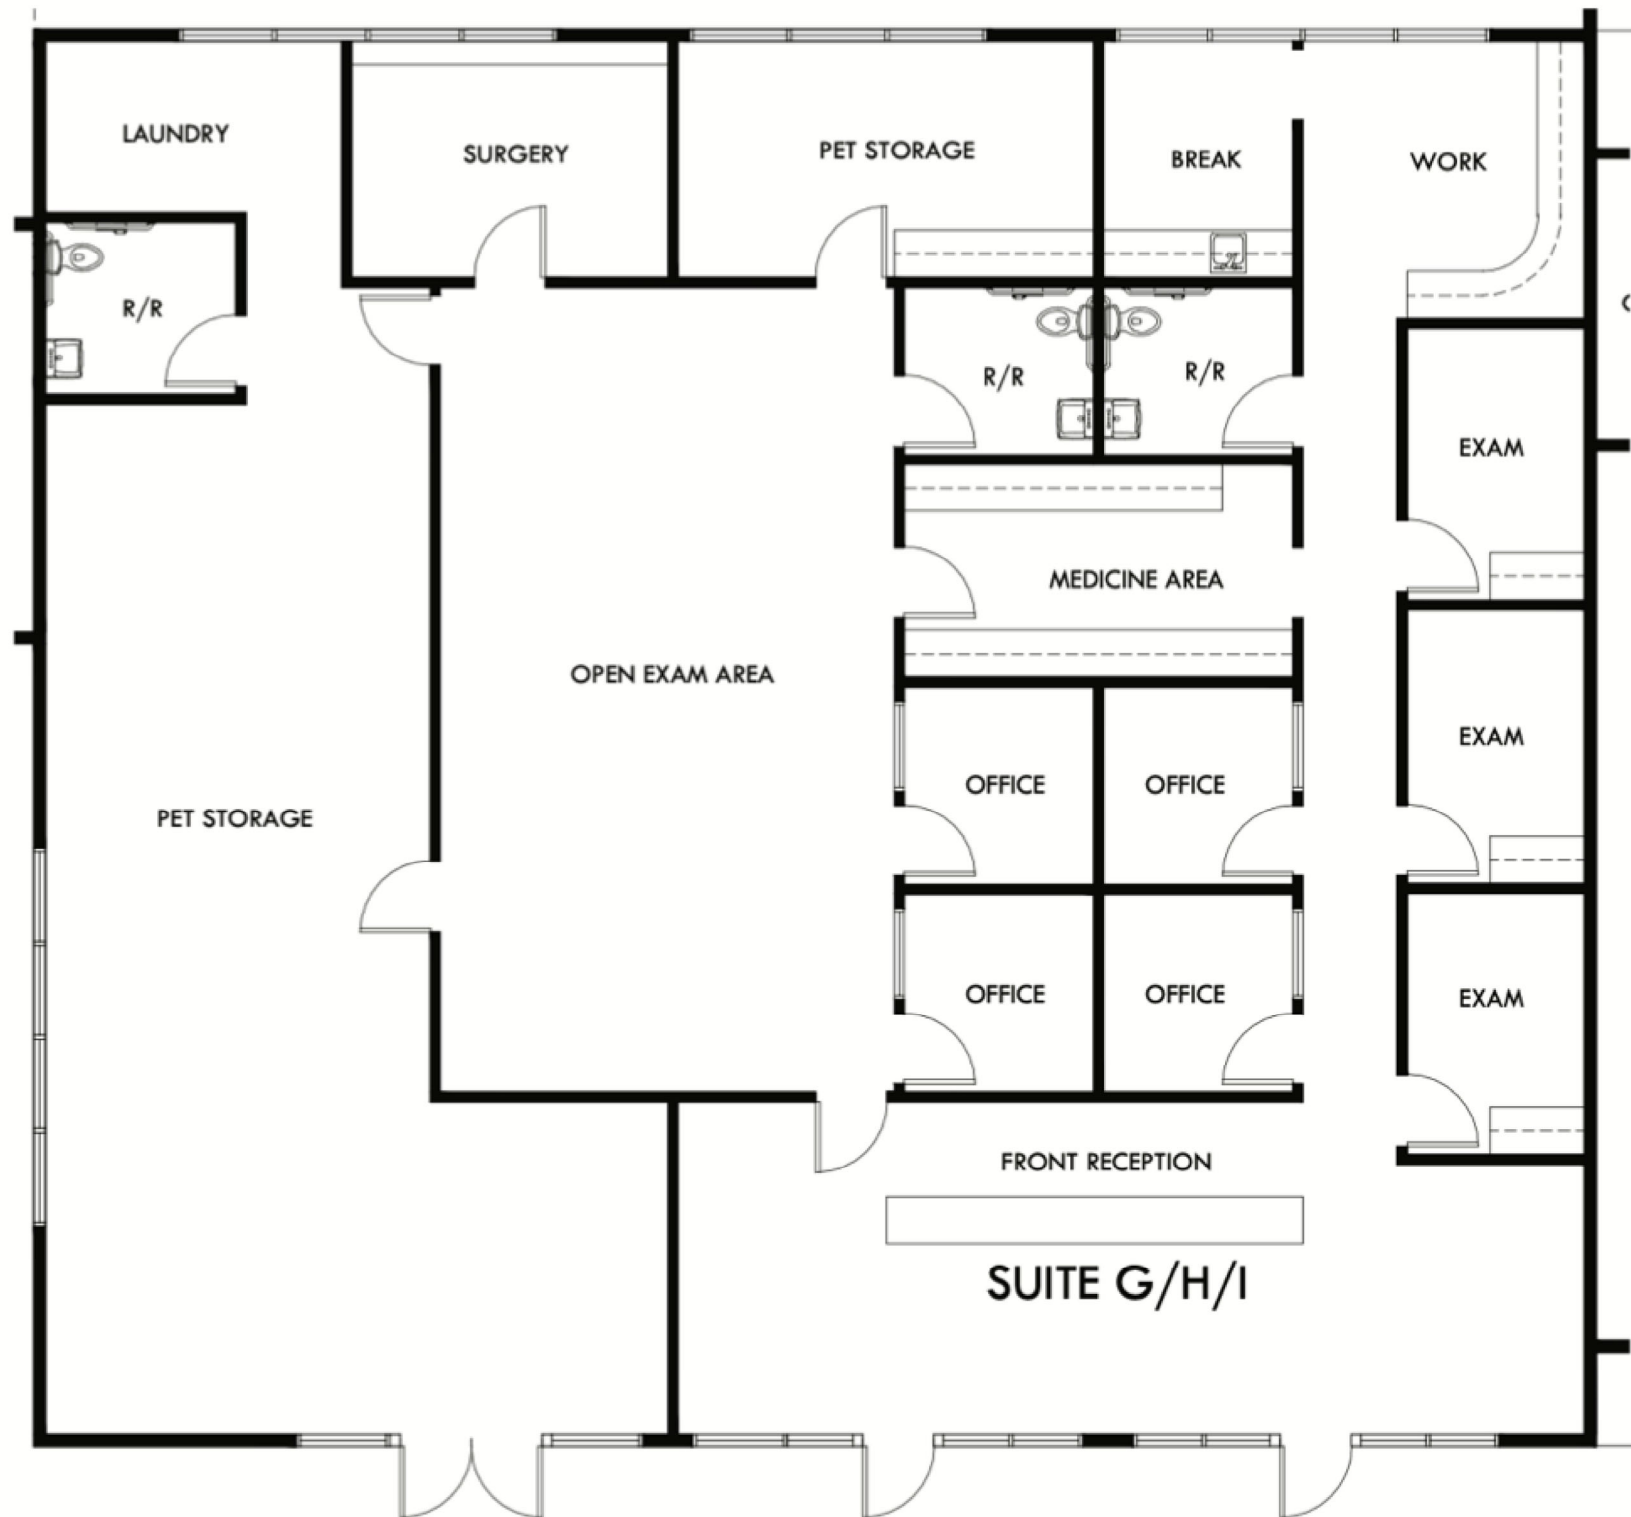 LAUNDRY
SURGERY
PET STORAGE
BREAK
WORK
R/R
R/R
R/R
EXAM
MEDICINE AREA
OPEN EXAM AREA
EXAM
OFFICE
OFFICE
PET STORAGE
OFFICE
OFFICE
EXAM
FRONT RECEPTION
SUITE G/H/I